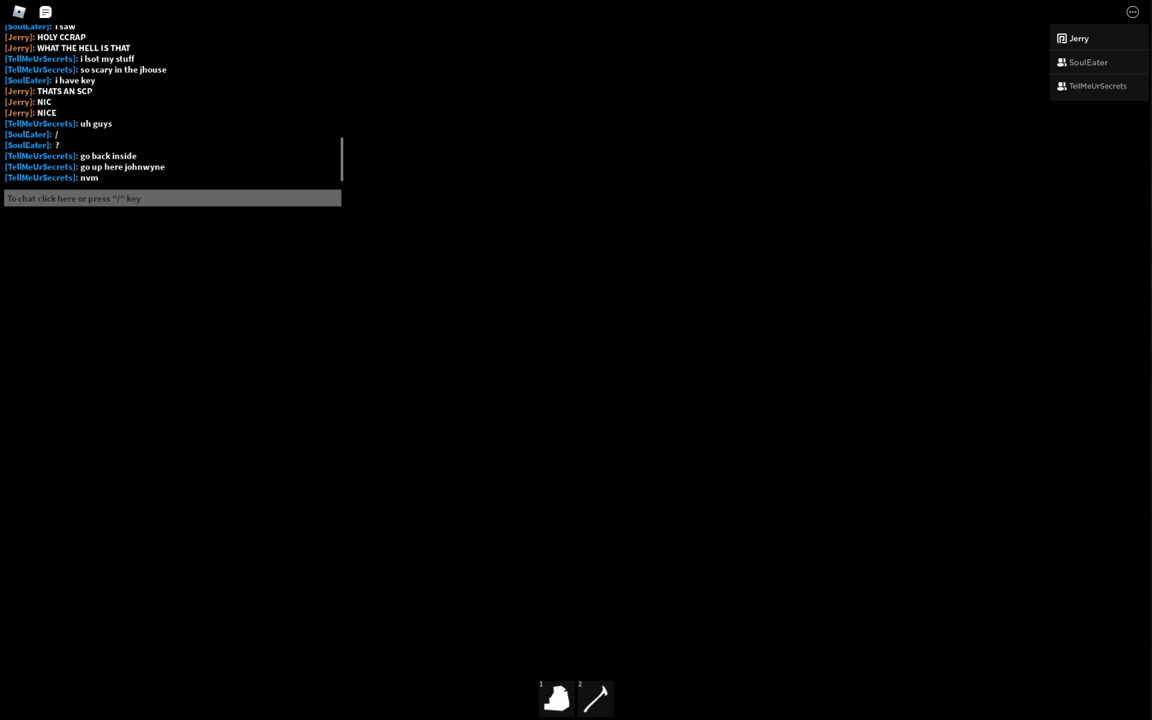 [SoulEater]: i saw
[Jerry]: HOLY CCRAP
[Jerry]: WHAT THE HELL IS THAT
[TellMeUrSecrets]: i lsot my stuff
[TellMeUrSecrets]: so scary in the jhouse
[SoulEater]: i have key
[Jerry]: THATS AN SCP
[Jerry]: NIC
[Jerry]: NICE
[TellMeUrSecrets]: uh guys
[SoulEater]: /
[SoulEater]: ?
[TellMeUrSecrets]: go back inside
[TellMeUrSecrets]: go up here johnwyne
[TellMeUrSecrets]: nvm
To chat click here or press "/" key
Jerry
SoulEater
TellMeUrSecrets
1
2